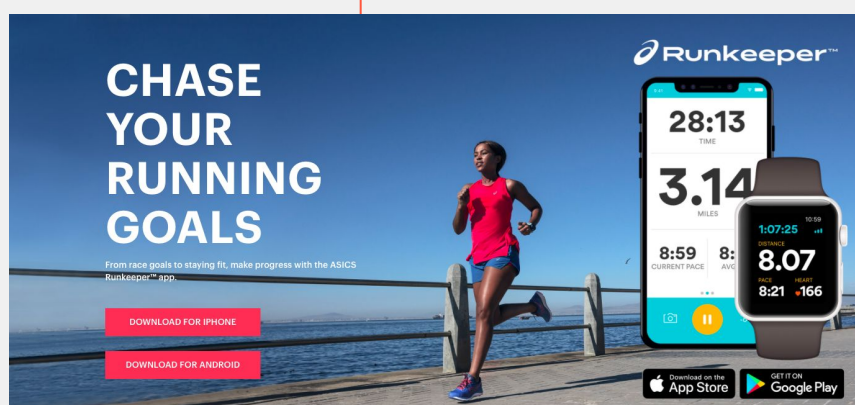 CHASE
YOUR
RUNNING
GOALS
From race goals to staying fit, make progress with the ASICS
Runkeeper™ app.
DOWNLOAD FOR IPHONE
DOWNLOAD FOR ANDROID
Runkeeper™
28:13
TIME
3.14
MILES
8:59
CURRENT PACE
8:
AVG
10:59
1:07:25
DISTANCE
8.07
PACE HEART
8:21 166
Download on the
App Store
GET IT ON
Google Play